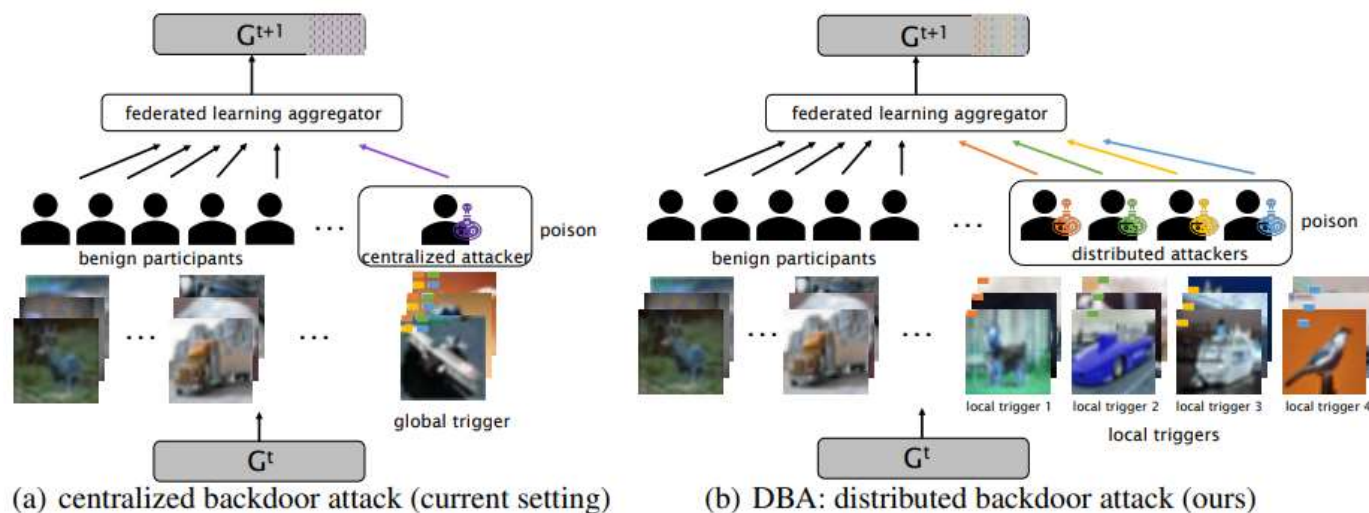 G^t+1
federated learning aggregator
...
poison
benign participants
centralized attacker
...
...
global trigger
G^t
(a) centralized backdoor attack (current setting)
G^t+1
federated learning aggregator
...
poison
benign participants
distributed attackers
...
...
local trigger 1 local trigger 2 local trigger 3 local trigger 4
local triggers
G^t
(b) DBA: distributed backdoor attack (ours)